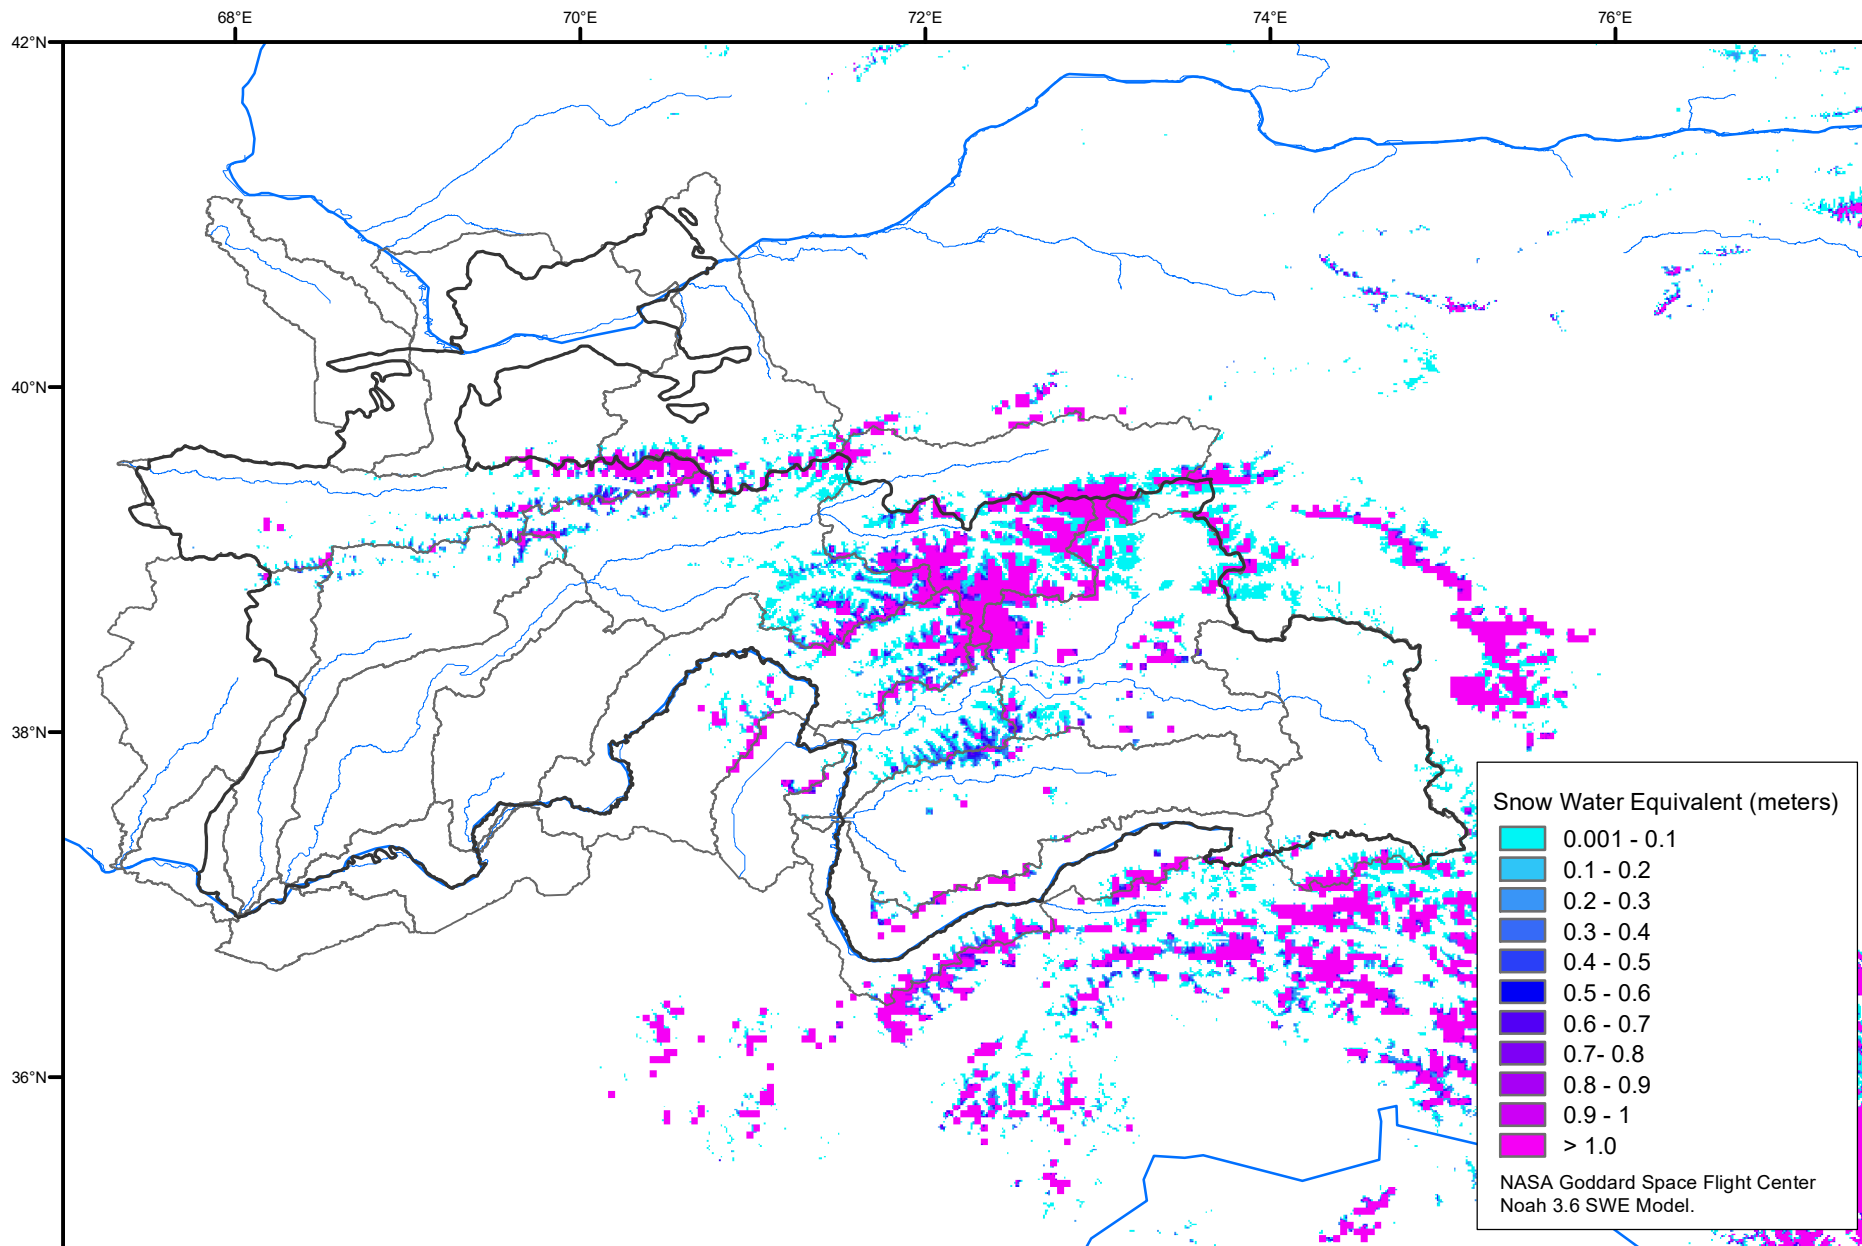 68°E
70°E
72°E
74°E
76°E
42°N
40°N
38°N
36°N
Snow Water Equivalent (meters)
0.001 - 0.1
0.1 - 0.2
0.2 - 0.3
0.3 - 0.4
0.4 - 0.5
0.5 - 0.6
0.6 - 0.7
0.7- 0.8
0.8 - 0.9
0.9 - 1
> 1.0
NASA Goddard Space Flight Center
Noah 3.6 SWE Model.